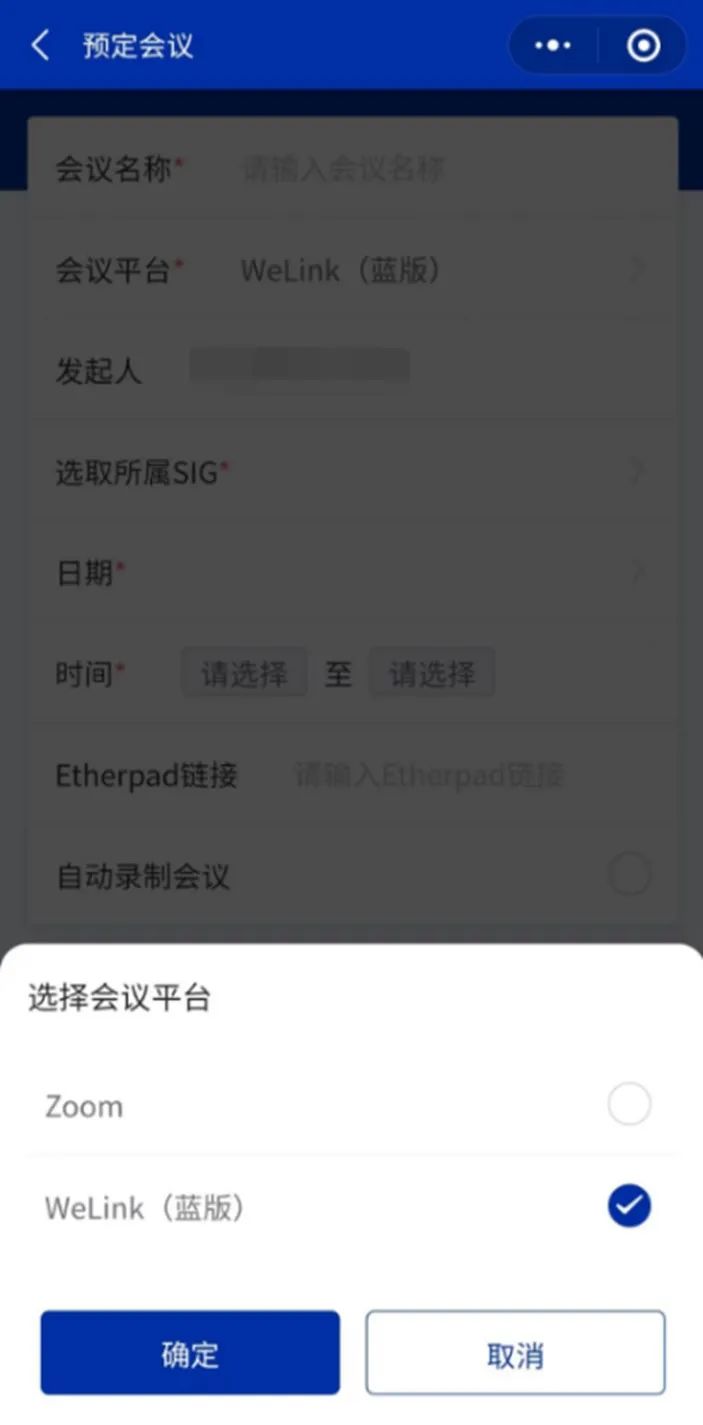 预定会议
会议名称* 请输入会议名称
会议平台* WeLink（蓝版）
发起人
选取所属SIG*
日期*
时间* 请选择 至 请选择
Etherpad链接 请输入Etherpad链接
自动录制会议
选择会议平台
Zoom
WeLink（蓝版）
确定 取消